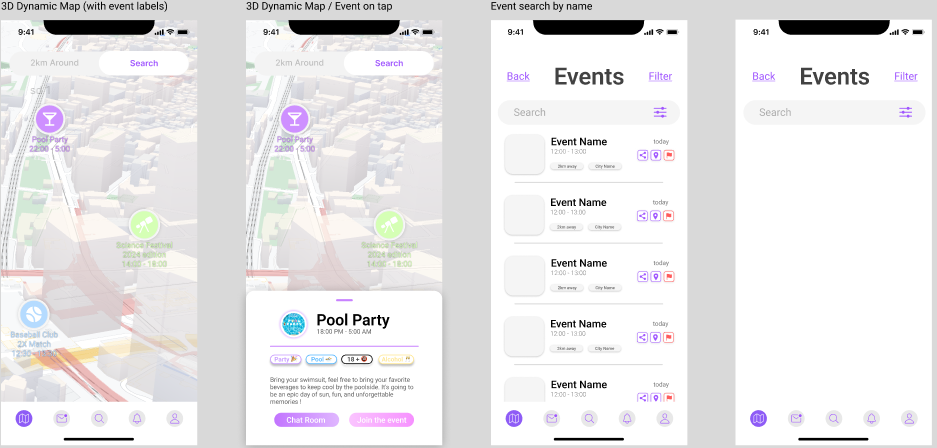 3D Dynamic Map (with event labels)
9:41
2km Around
Search
Pool Party
22:00 - 5:00
Science Festival
2024 edition
14:00 - 18:00
Baseball Club
2X Match
12:30 -
3D Dynamic Map / Event on tap
9:41
2km Around
Search
Pool Party
22:00 - 5:00
Science Festival
2024 edition
14:00 - 18:00
Pool Party
18:00 PM - 5:00 AM
Party
Pool
18 +
Bring your swimsuit, feel free to bring your favorite
beverages to keep cool by the poolside. It's going to
be an epic day of sun, fun, and unforgettable
memories !
Chat Room
Join the event
Event search by name
9:41
Back
Events
Filter
Search
Event Name
today
12:00 - 13:00
2km away
City Name
Event Name
today
12:00 - 13:00
2km away
City Name
Event Name
today
12:00 - 13:00
2km away
City Name
Event Name
today
12:00 - 13:00
2km away
City Name
Event Name
today
12:00 - 13:00
9:41
Back
Events
Filter
Search